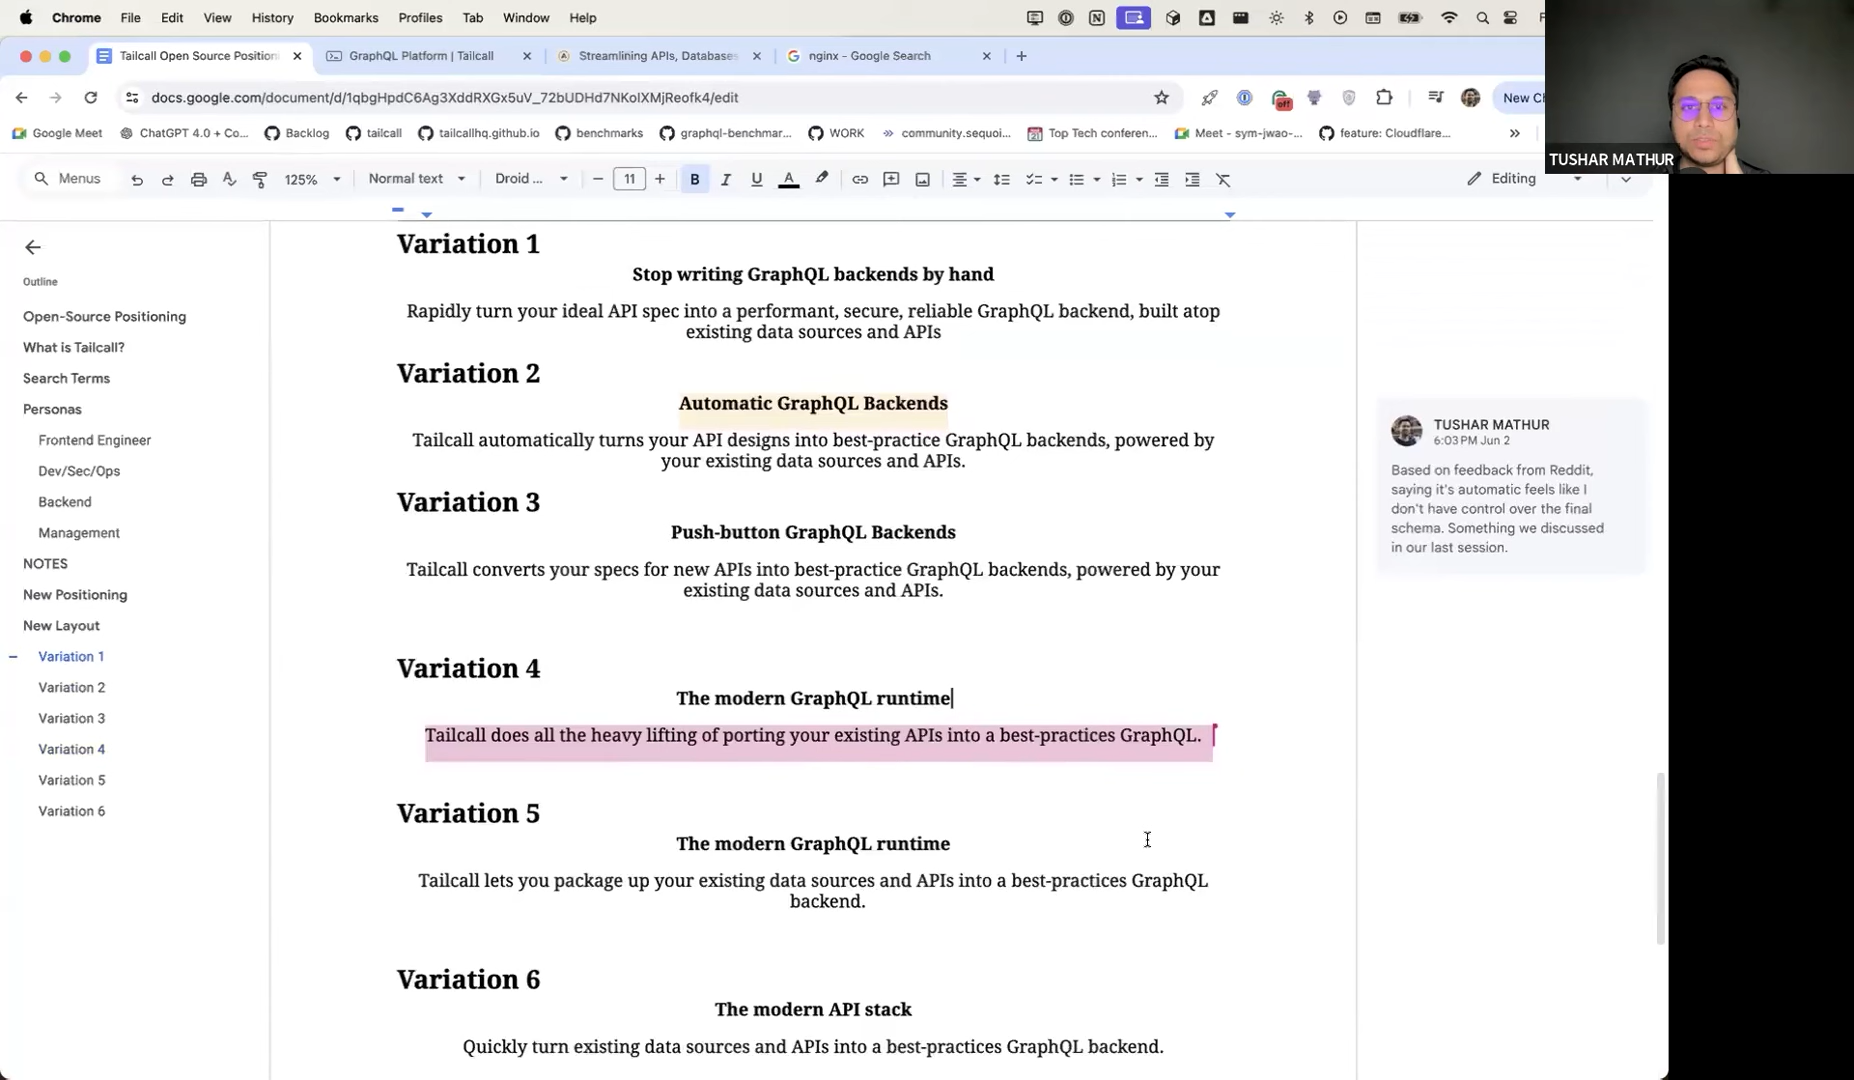 Chrome File Edit View History Bookmarks Profiles Tab Window Help
Tailcall Open Source Position
GraphQL Platform | Tailcall
Streamlining APIs, Databases
nginx - Google Search
docs.google.com/document/d/1qbgHpdC6Ag3XddRXGx5uV_72bUDHd7NKolXMjReofk4/edit
off
New Ch
Google Meet
ChatGPT 4.0 + Co...
Backlog
tailcall
tailcallhq.github.io
benchmarks
graphql-benchmar...
WORK
community.sequoi...
Top Tech conferen...
Meet - sym-jwao-...
feature: Cloudflare...
TUSHAR MATHUR
Menus
125%
Normal text
Droid ...
11
Editing
Outline
Open-Source Positioning
What is Tailcall?
Search Terms
Personas
Frontend Engineer
Dev/Sec/Ops
Backend
Management
NOTES
New Positioning
New Layout
Variation 1
Variation 2
Variation 3
Variation 4
Variation 5
Variation 6
Variation 1
Stop writing GraphQL backends by hand
Rapidly turn your ideal API spec into a performant, secure, reliable GraphQL backend, built atop
existing data sources and APIs
Variation 2
Automatic GraphQL Backends
Tailcall automatically turns your API designs into best-practice GraphQL backends, powered by
your existing data sources and APIs.
Variation 3
Push-button GraphQL Backends
Tailcall converts your specs for new APIs into best-practice GraphQL backends, powered by your
existing data sources and APIs.
Variation 4
The modern GraphQL runtime
Tailcall does all the heavy lifting of porting your existing APIs into a best-practices GraphQL.
Variation 5
The modern GraphQL runtime
Tailcall lets you package up your existing data sources and APIs into a best-practices GraphQL
backend.
Variation 6
The modern API stack
Quickly turn existing data sources and APIs into a best-practices GraphQL backend.
TUSHAR MATHUR
6:03 PM Jun 2
Based on feedback from Reddit,
saying it's automatic feels like I
don't have control over the final
schema. Something we discussed
in our last session.